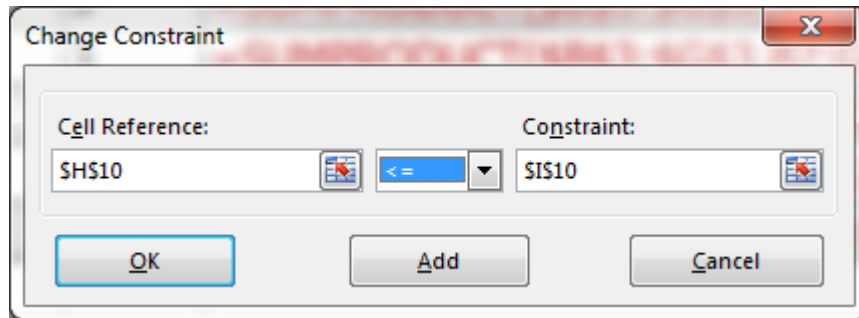 Change Constraint
Cell Reference:
Constraint:
$H$10
<=
$I$10
OK
Add
Cancel